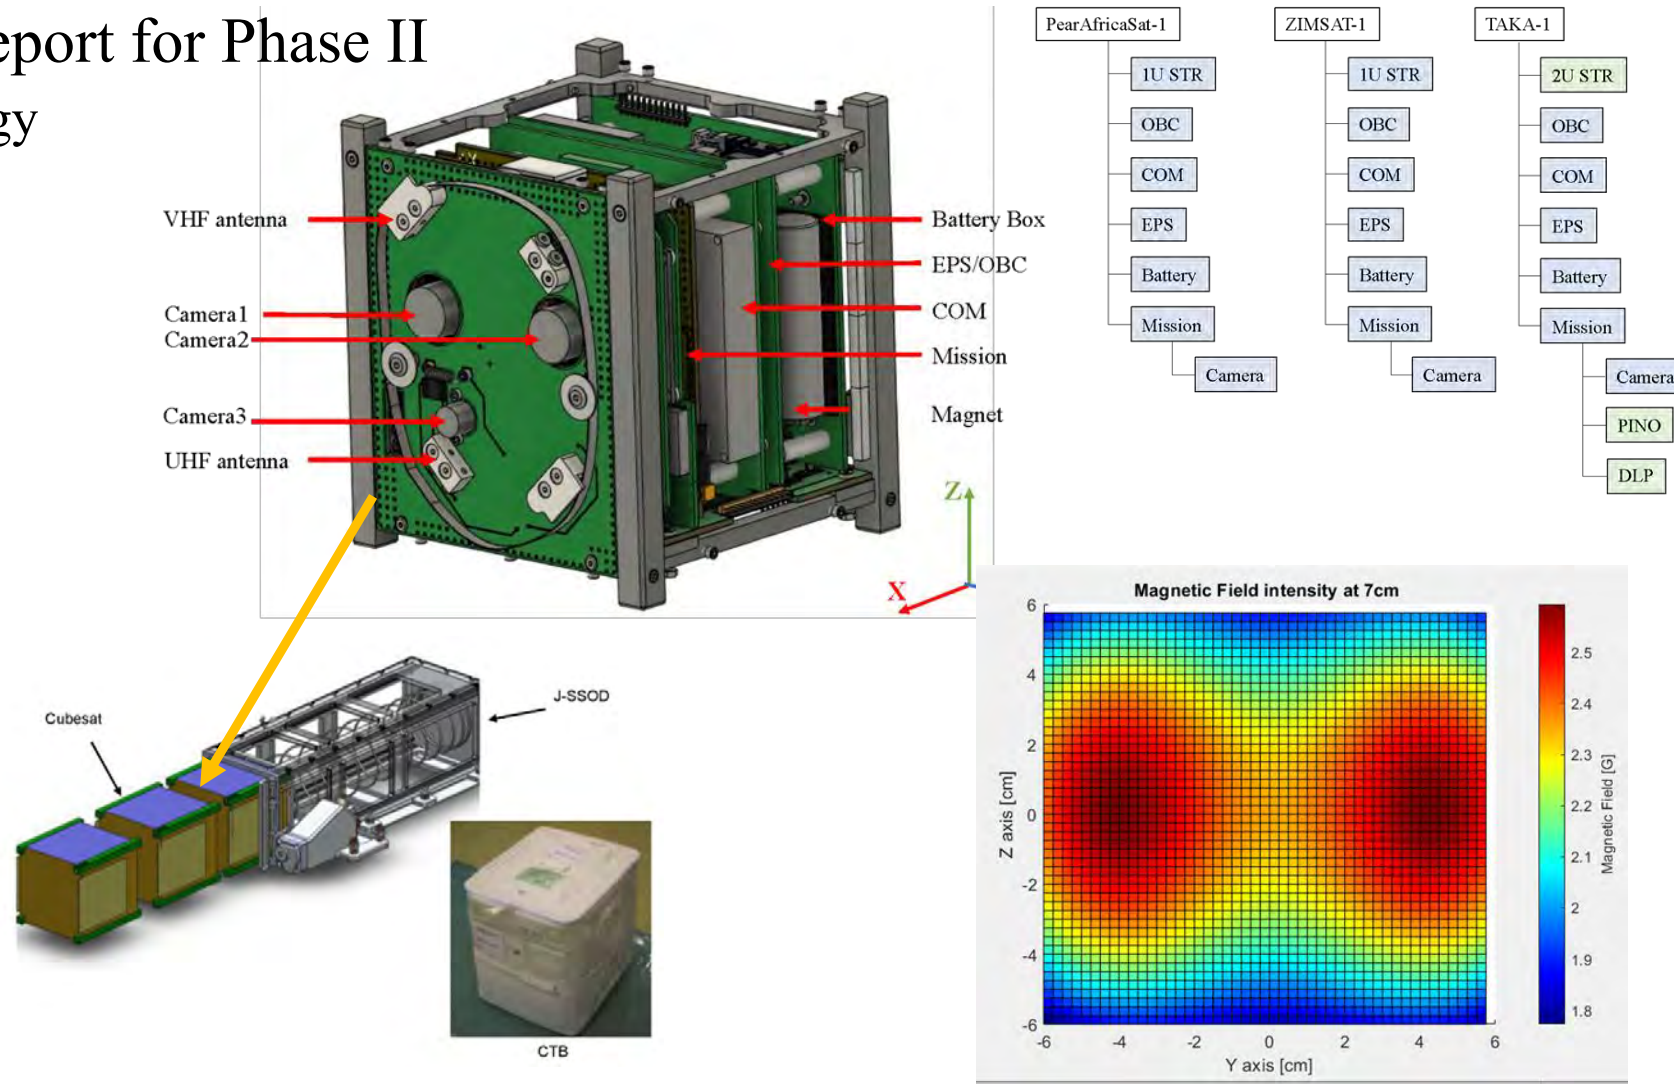 eport for Phase II
gy
VHF antenna
Camera1
Camera2
Camera3
UHF antenna
Battery Box
EPS/OBC
COM
Mission
Magnet
Z
X
PearAfricaSat-1
1U STR
OBC
COM
EPS
Battery
Mission
Camera
ZIMSAT-1
1U STR
OBC
COM
EPS
Battery
Mission
Camera
TAKA-1
2U STR
OBC
COM
EPS
Battery
Mission
Camera
PINO
DLP
Cubesat
J-SSOD
CTB
Magnetic Field intensity at 7cm
6
4
2
0
-2
-4
-6
Z axis [cm]
-6 -4 -2 0 2 4 6
Y axis [cm]
2.5
2.4
2.3
2.2
2.1
2
1.9
1.8
Magnetic Field [G]